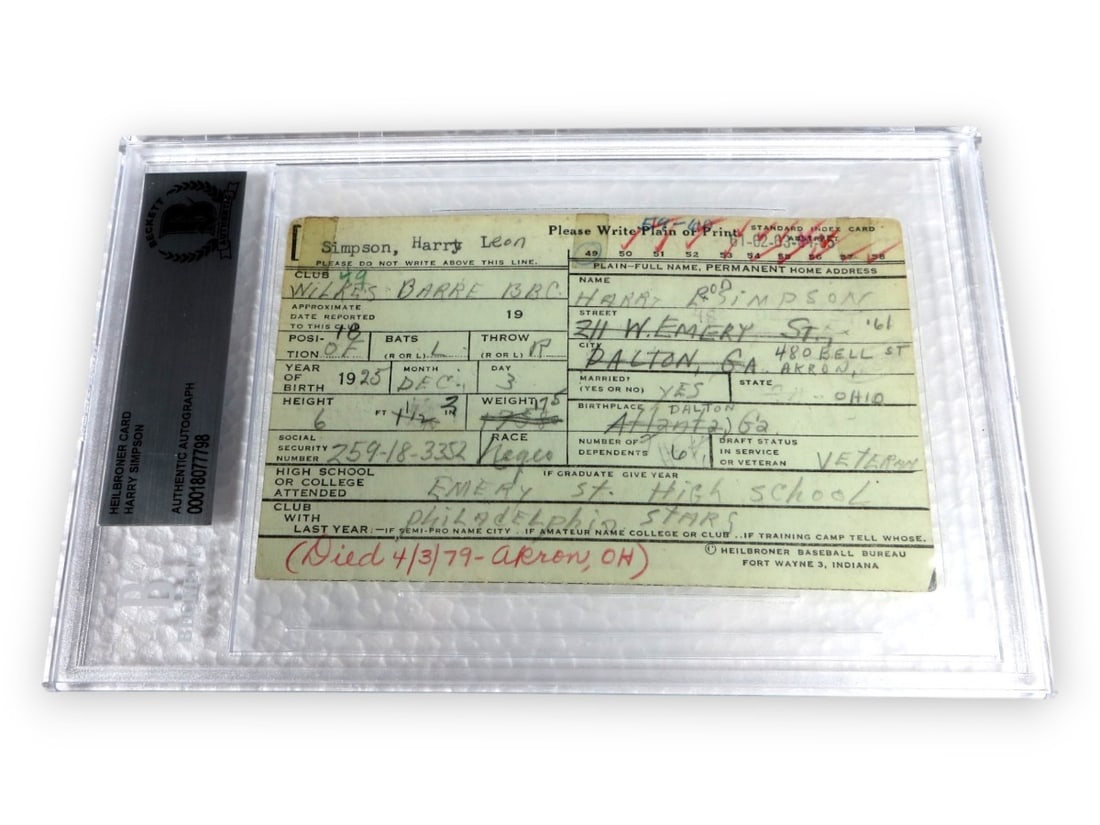 BECKETT
B
AUTHENTICATED
HEILBRONER CARD
HARRY SIMPSON
AUTHENTIC AUTOGRAPH
00018077798
Simpson, Harry Leon
PLEASE DO NOT WRITE ABOVE THIS LINE.
Please Write Plain or Print
STANDARD INDEX CARD
49 50 51 52 53 54 55 56 57 58
PLAIN—FULL NAME, PERMANENT HOME ADDRESS
CLUB 49
WILKES BARRE B.B.C.
APPROXIMATE
DATE REPORTED
TO THIS CLUB 19
POSITION OF
BATS (R OR L) L
THROW (R OR L) R
YEAR OF BIRTH 1925
MONTH DEC.
DAY 3
HEIGHT 6 FT IN
WEIGHT 175
SOCIAL SECURITY NUMBER 259-18-3352
RACE Negro
NAME
HARRY L. SIMPSON
STREET
211 W. EMERY ST., '61
CITY
DALTON, GA. 480 BELL ST
AKRON,
MARRIED? (YES OR NO) YES
STATE OHIO
BIRTHPLACE DALTON
Atlanta, Ga
NUMBER OF DEPENDENTS 6
DRAFT STATUS
IN SERVICE
OR VETERAN VETERAN
HIGH SCHOOL
OR COLLEGE
ATTENDED EMERY St. HIGH SCHOOL
IF GRADUATE GIVE YEAR
CLUB
WITH
LAST YEAR PHILADELPHIA STARS
—IF SEMI-PRO NAME CITY ..IF AMATEUR NAME COLLEGE OR CLUB ..IF TRAINING CAMP TELL WHOSE.
(Died 4/3/79 - Akron, OH)
© HEILBRONER BASEBALL BUREAU
FORT WAYNE 3, INDIANA